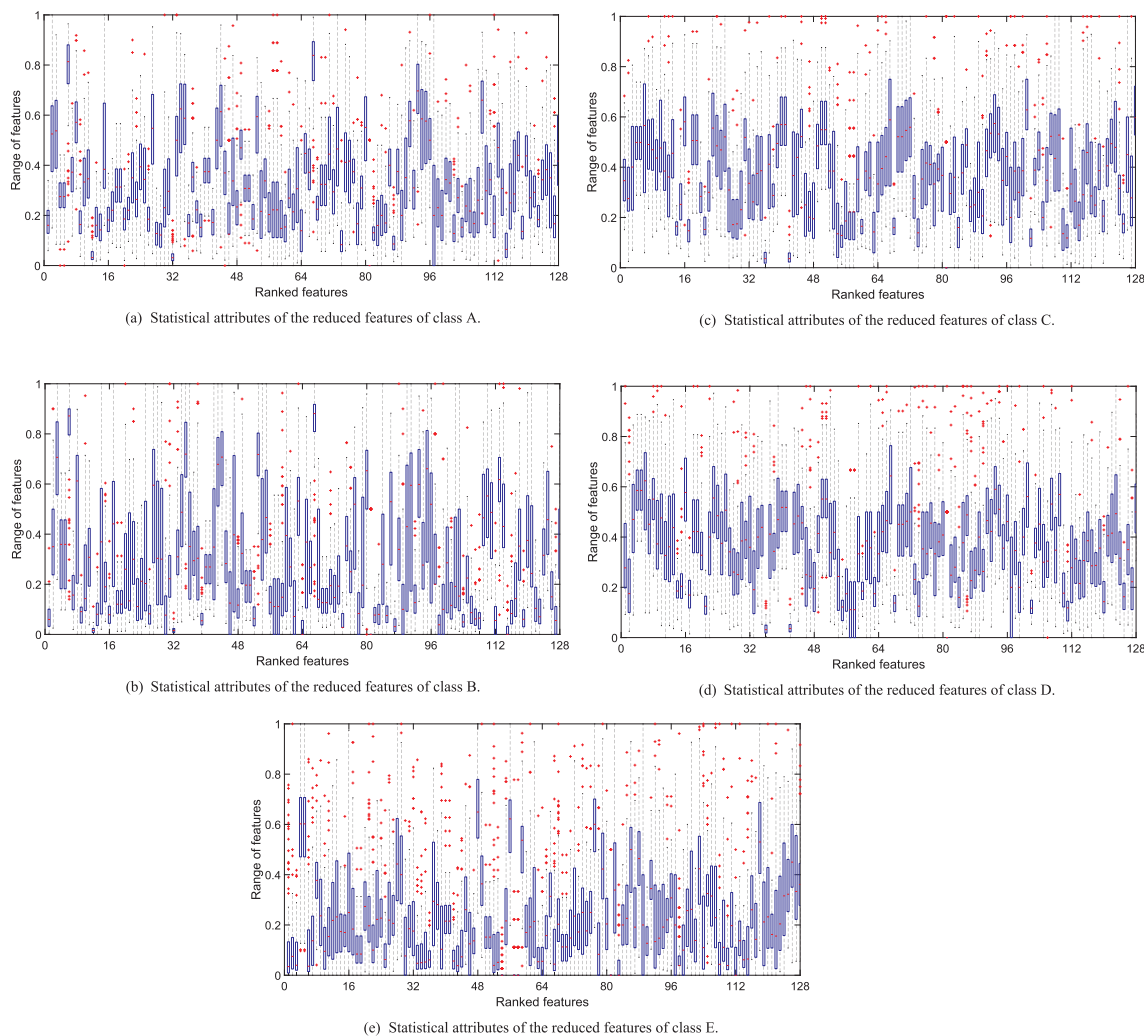 1
0.8
0.6
0.4
0.2
0
Range of features
0 16 32 48 64 80 96 112 128
Ranked features
(a) Statistical attributes of the reduced features of class A.
1
0.8
0.6
0.4
0.2
0
Range of features
0 16 32 48 64 80 96 112 128
Ranked features
(c) Statistical attributes of the reduced features of class C.
1
0.8
0.6
0.4
0.2
0
Range of features
0 16 32 48 64 80 96 112 128
Ranked features
(b) Statistical attributes of the reduced features of class B.
1
0.8
0.6
0.4
0.2
0
Range of features
0 16 32 48 64 80 96 112 128
Ranked features
(d) Statistical attributes of the reduced features of class D.
1
0.8
0.6
0.4
0.2
0
Range of features
0 16 32 48 64 80 96 112 128
Ranked features
(e) Statistical attributes of the reduced features of class E.